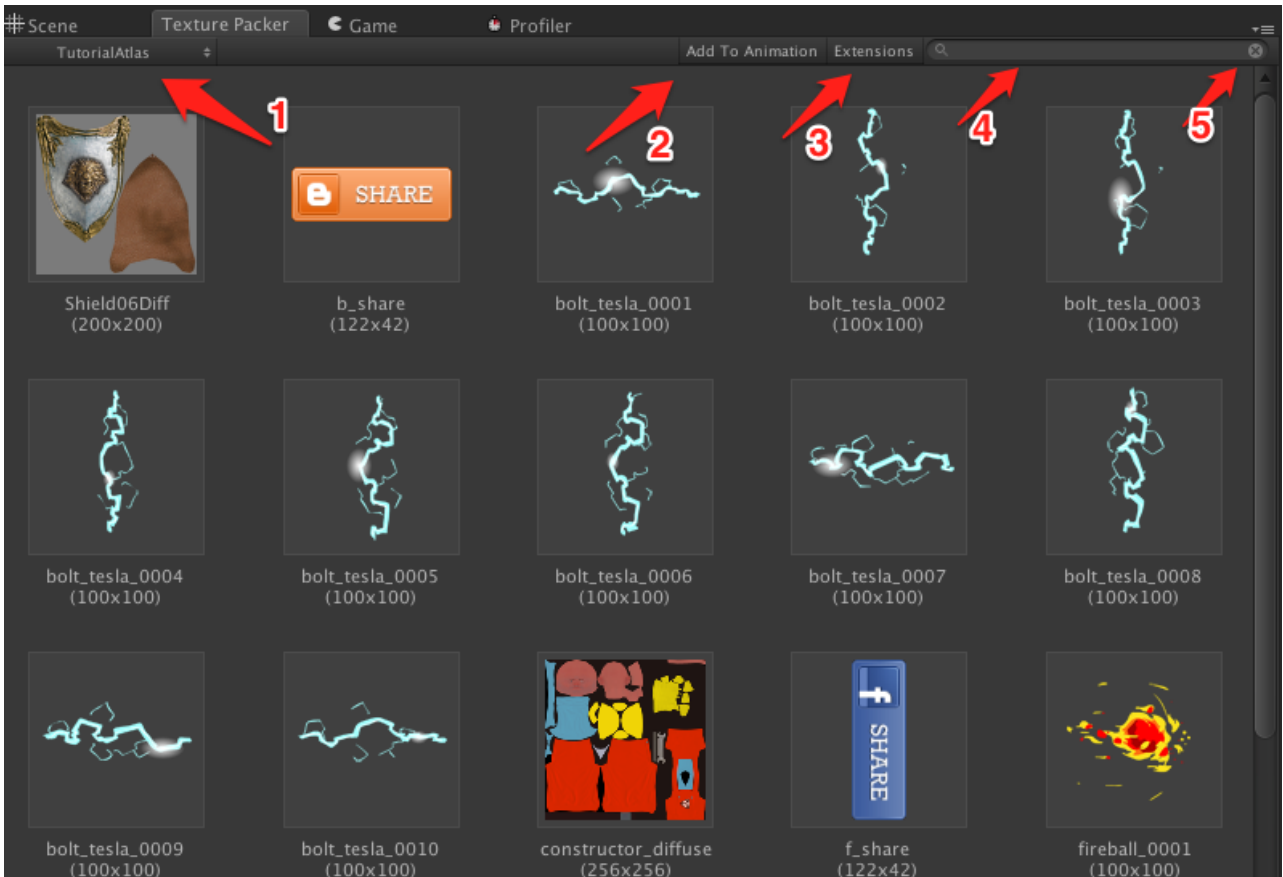 Scene Texture Packer Game Profiler
TutorialAtlas Add To Animation Extensions
1 2 3 4 5
SHARE
Shield06Diff b_share bolt_tesla_0001 bolt_tesla_0002 bolt_tesla_0003
(200x200) (122x42) (100x100) (100x100) (100x100)
bolt_tesla_0004 bolt_tesla_0005 bolt_tesla_0006 bolt_tesla_0007 bolt_tesla_0008
(100x100) (100x100) (100x100) (100x100) (100x100)
f SHARE
bolt_tesla_0009 bolt_tesla_0010 constructor_diffuse f_share fireball_0001
(100x100) (100x100) (256x256) (122x42) (100x100)